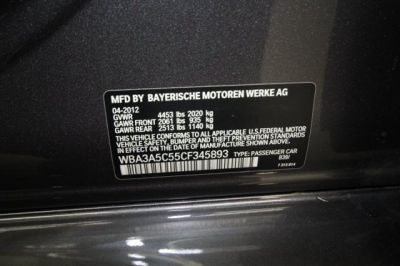 MFD BY BAYERISCHE MOTOREN WERKE AG
04-2012
GVWR 4453 lbs 2020 kg
GAWR FRONT 2061 lbs 935 kg
GAWR REAR 2513 lbs 1140 kg
THIS VEHICLE CONFORMS TO ALL APPLICABLE U.S.FEDERAL MOTOR
VEHICLE SAFETY, BUMPER, AND THEFT PREVENTION STANDARDS
IN EFFECT ON THE DATE OF MANUFACTURE SHOWN ABOVE.
WBA3A5C55CF345893 TYPE: PASSENGER CAR